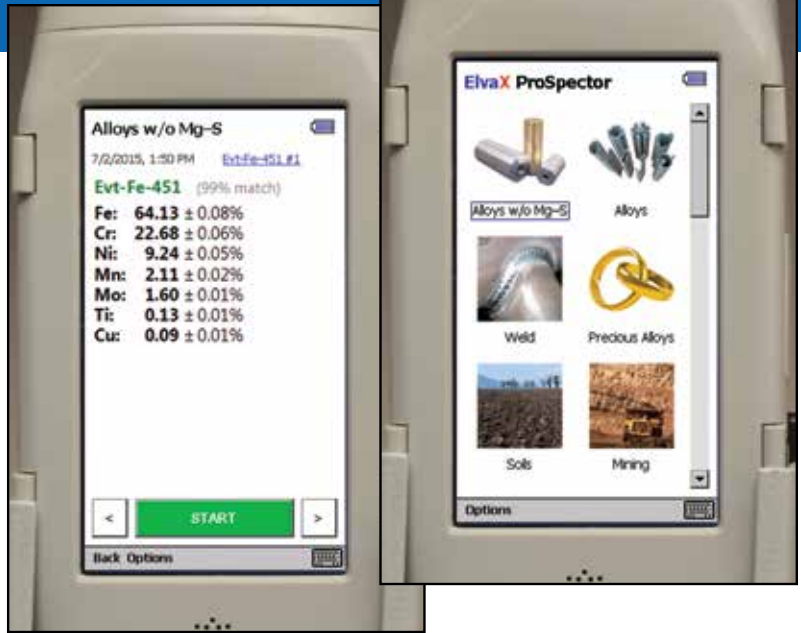 Alloys w/o Mg–S
7/2/2015, 1:50 PM Evt-Fe-451 #1
Evt-Fe-451 (99% match)
Fe: 64.13 ± 0.08%
Cr: 22.68 ± 0.06%
Ni: 9.24 ± 0.05%
Mn: 2.11 ± 0.02%
Mo: 1.60 ± 0.01%
Ti: 0.13 ± 0.01%
Cu: 0.09 ± 0.01%
< START >
Back Options
ElvaX ProSpector
Alloys w/o Mg–S Alloys
Weld Precious Alloys
Soils Mining
Options